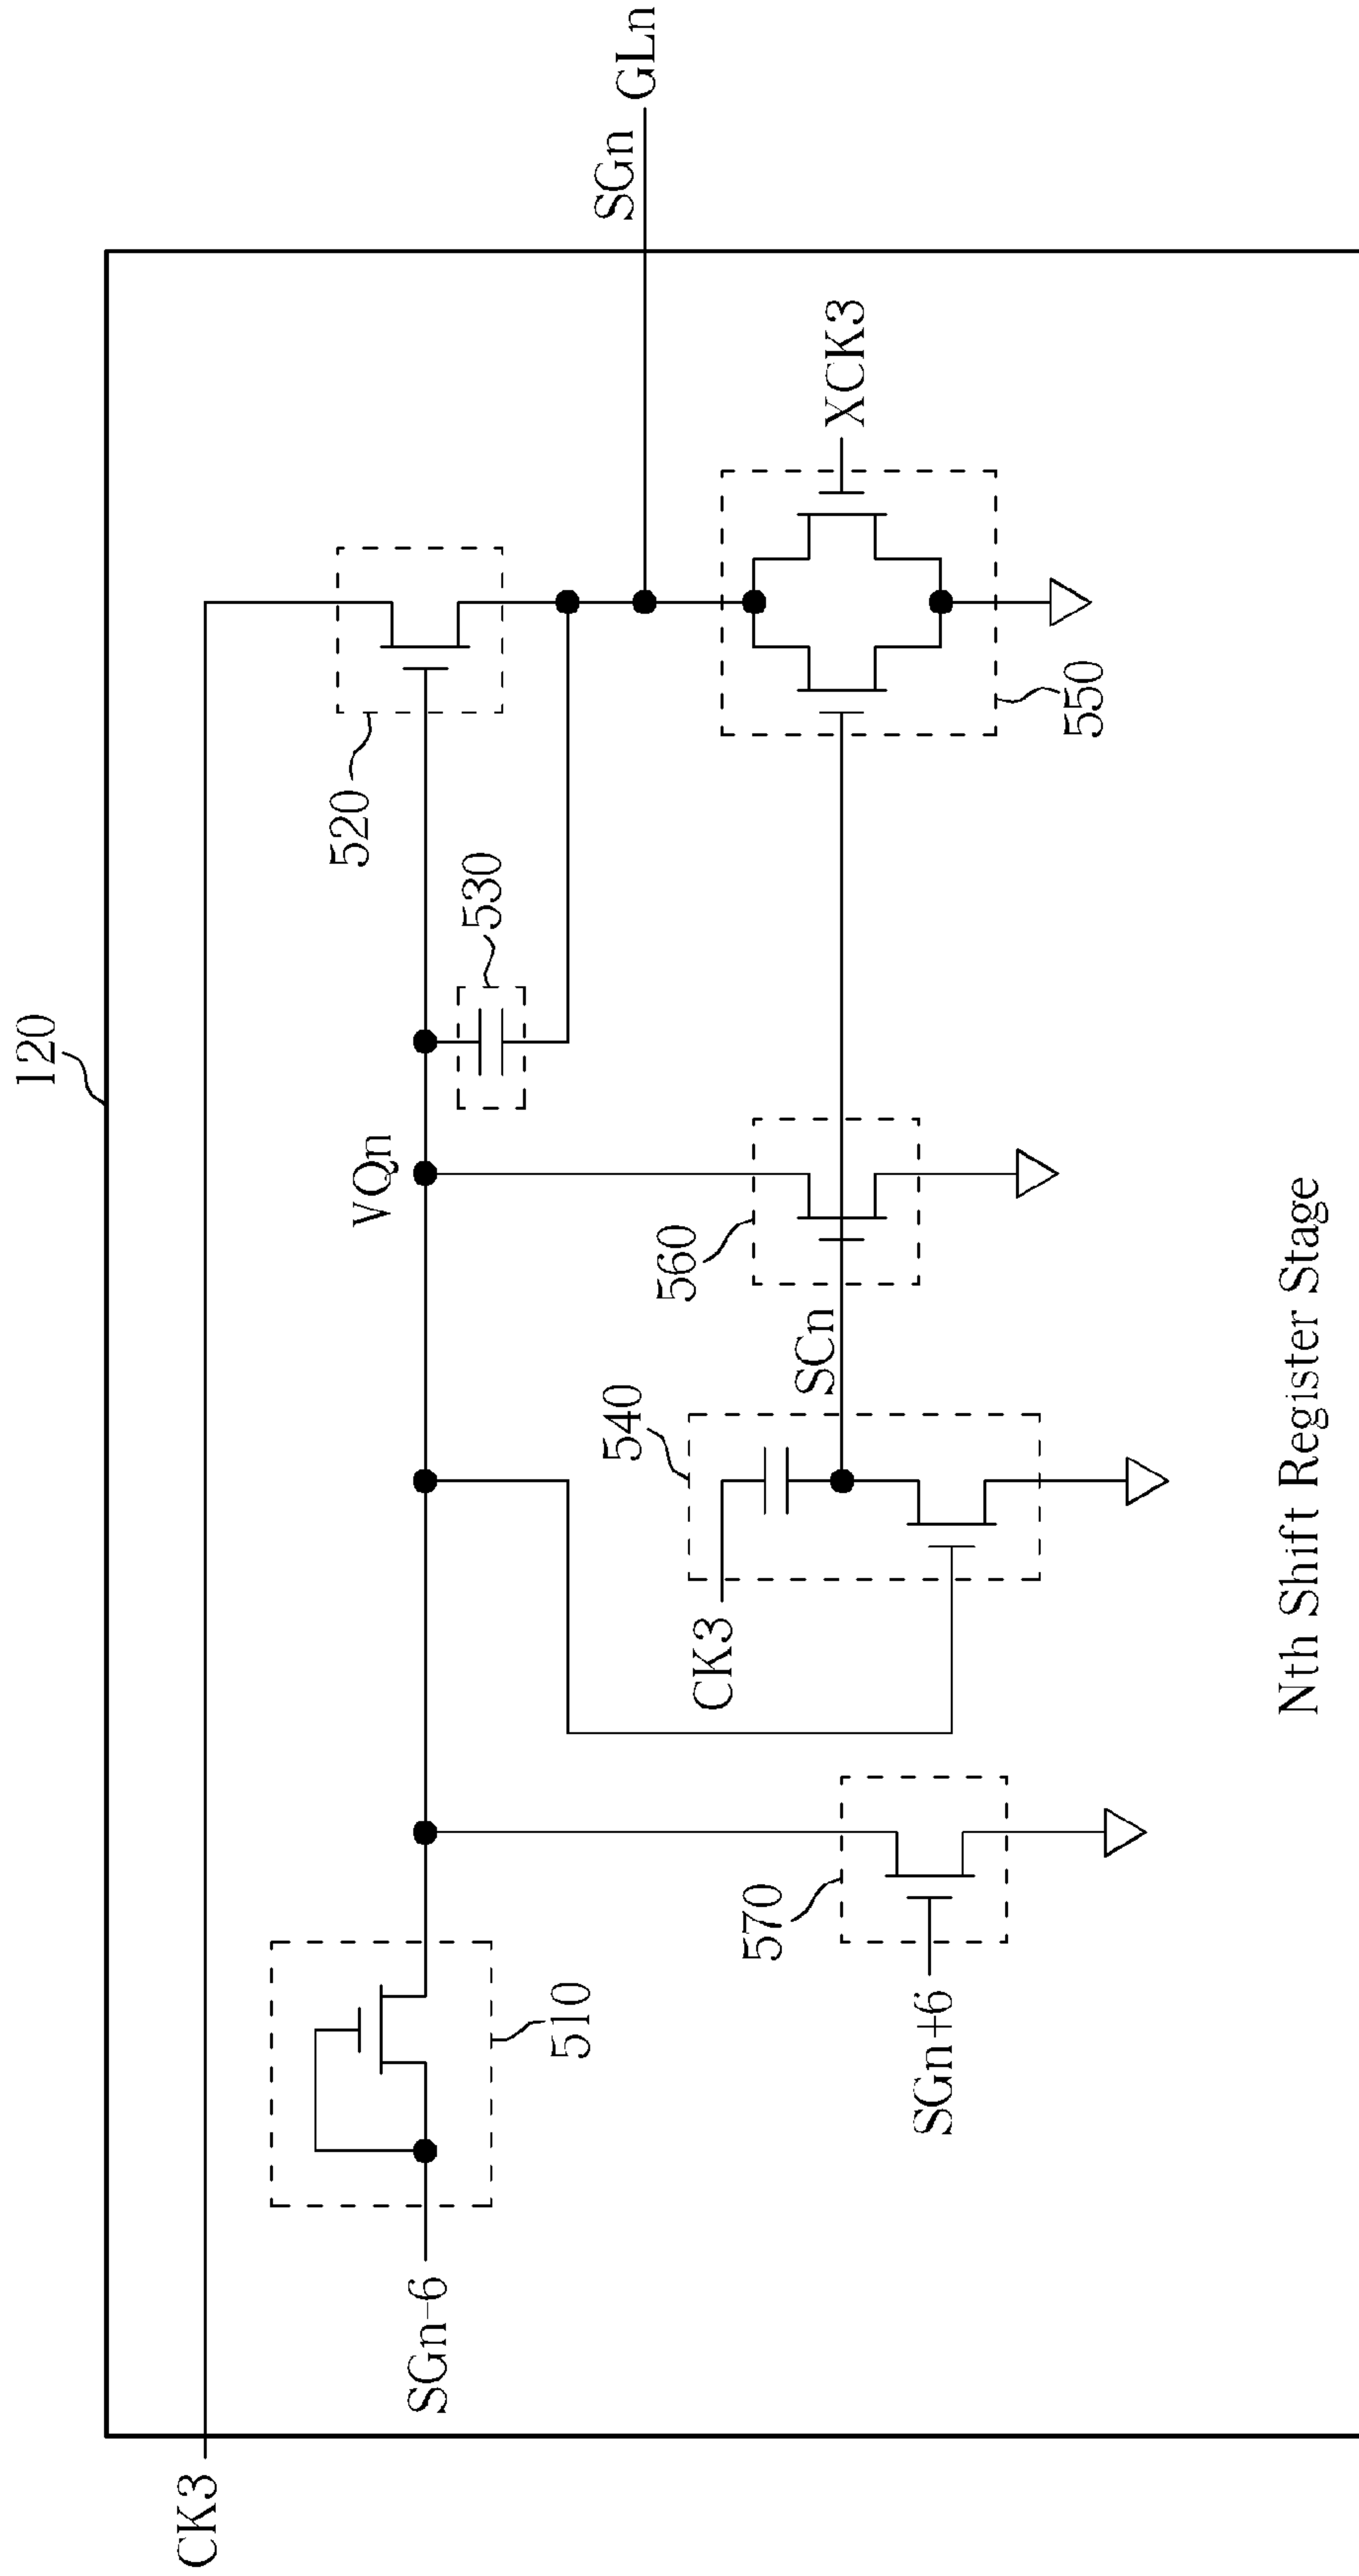 120
CK3
SGn-6
510
VQn
530
520
SGn GLn
570
SGn+6
540
CK3
SCn
560
550
XCK3
Nth Shift Register Stage